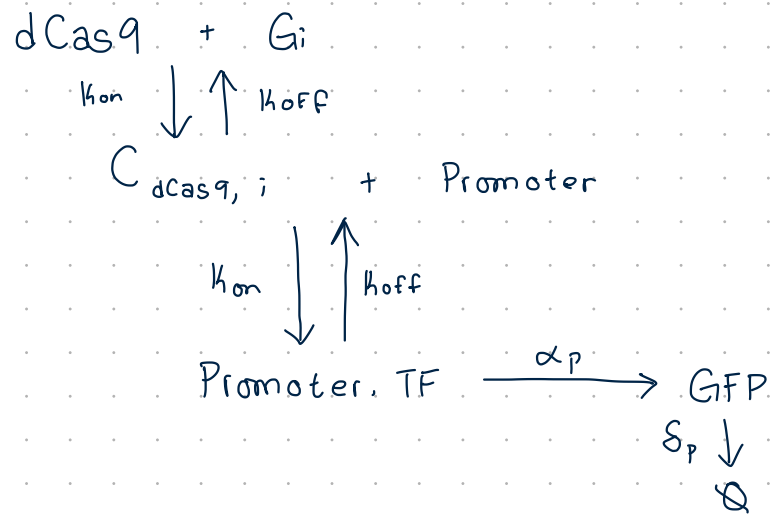 dCas9 + Gi
Kon KOFF
C dCas9, i + Promoter
Kon Koff
Promoter. TF αp GFP
δp
Ø